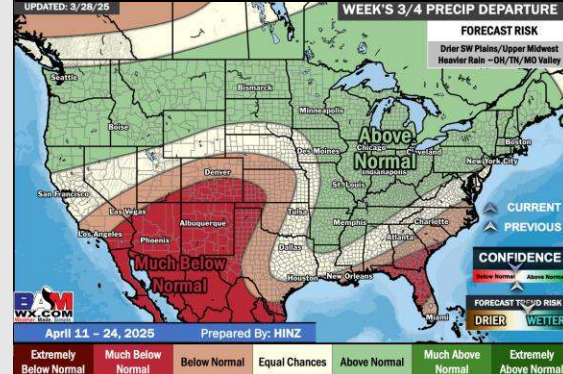 UPDATED: 3/28/25
WEEK'S 3/4 PRECIP DEPARTURE
FORECAST RISK
Drier SW Plains/Upper Midwest
Heavier Rain – OH/TN/MO Valley
Seattle
Bismarck
Boise
Minneapolis
Above
Normal
Boston
Chicago
Cleveland
New York City
Des Moines
Indianapolis
Denver
St. Louis
San Francisco
Las Vegas
Tulsa
Memphis
Charlotte
Los Angeles
Albuquerque
Atlanta
Phoenix
Dallas
Much Below
Normal
Houston
New Orleans
Miami
CURRENT
PREVIOUS
CONFIDENCE
Below Normal
Above Normal
FORECAST TREND RISK
DRIER
WETTER
BAM
WX.COM
Weather. Made. Simple.
April 11 – 24, 2025
Prepared By: HINZ
Extremely Below Normal
Much Below Normal
Below Normal
Equal Chances
Above Normal
Much Above Normal
Extremely Above Normal